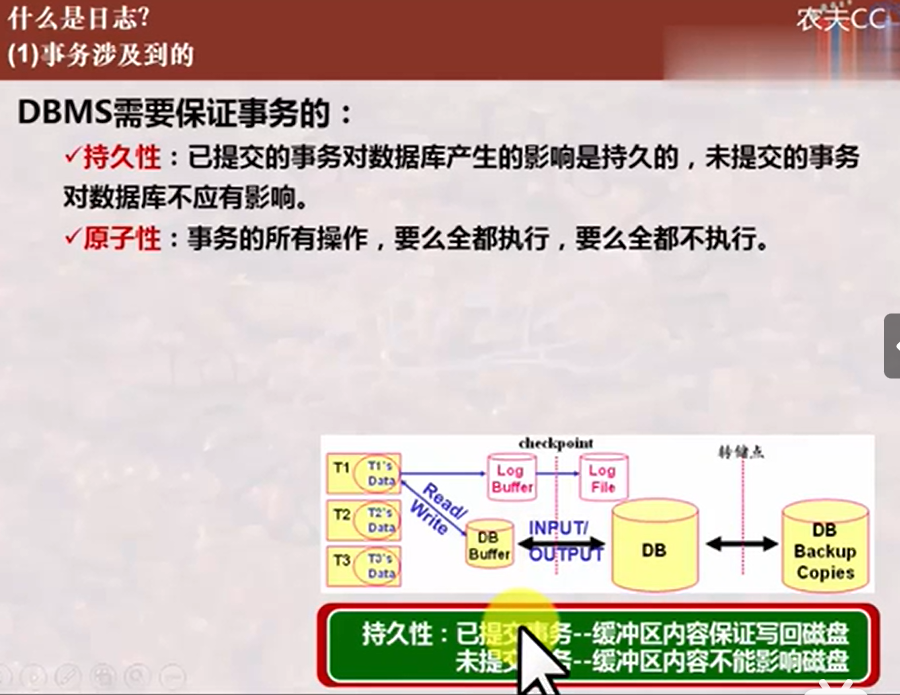 什么是日志?
农夫CC
(1)事务涉及到的
DBMS需要保证事务的：
✓持久性：已提交的事务对数据库产生的影响是持久的，未提交的事务
对数据库不应有影响。
✓原子性：事务的所有操作，要么全都执行，要么全都不执行。
checkpoint
转储点
T1
T1's
Data
Log
Buffer
Log
File
Read/
Write
T2
T2's
Data
DB
Buffer
INPUT/
OUTPUT
DB
DB
Backup
Copies
T3
T3's
Data
持久性：已提交事务--缓冲区内容保证写回磁盘
未提交务--缓冲区内容不能影响磁盘